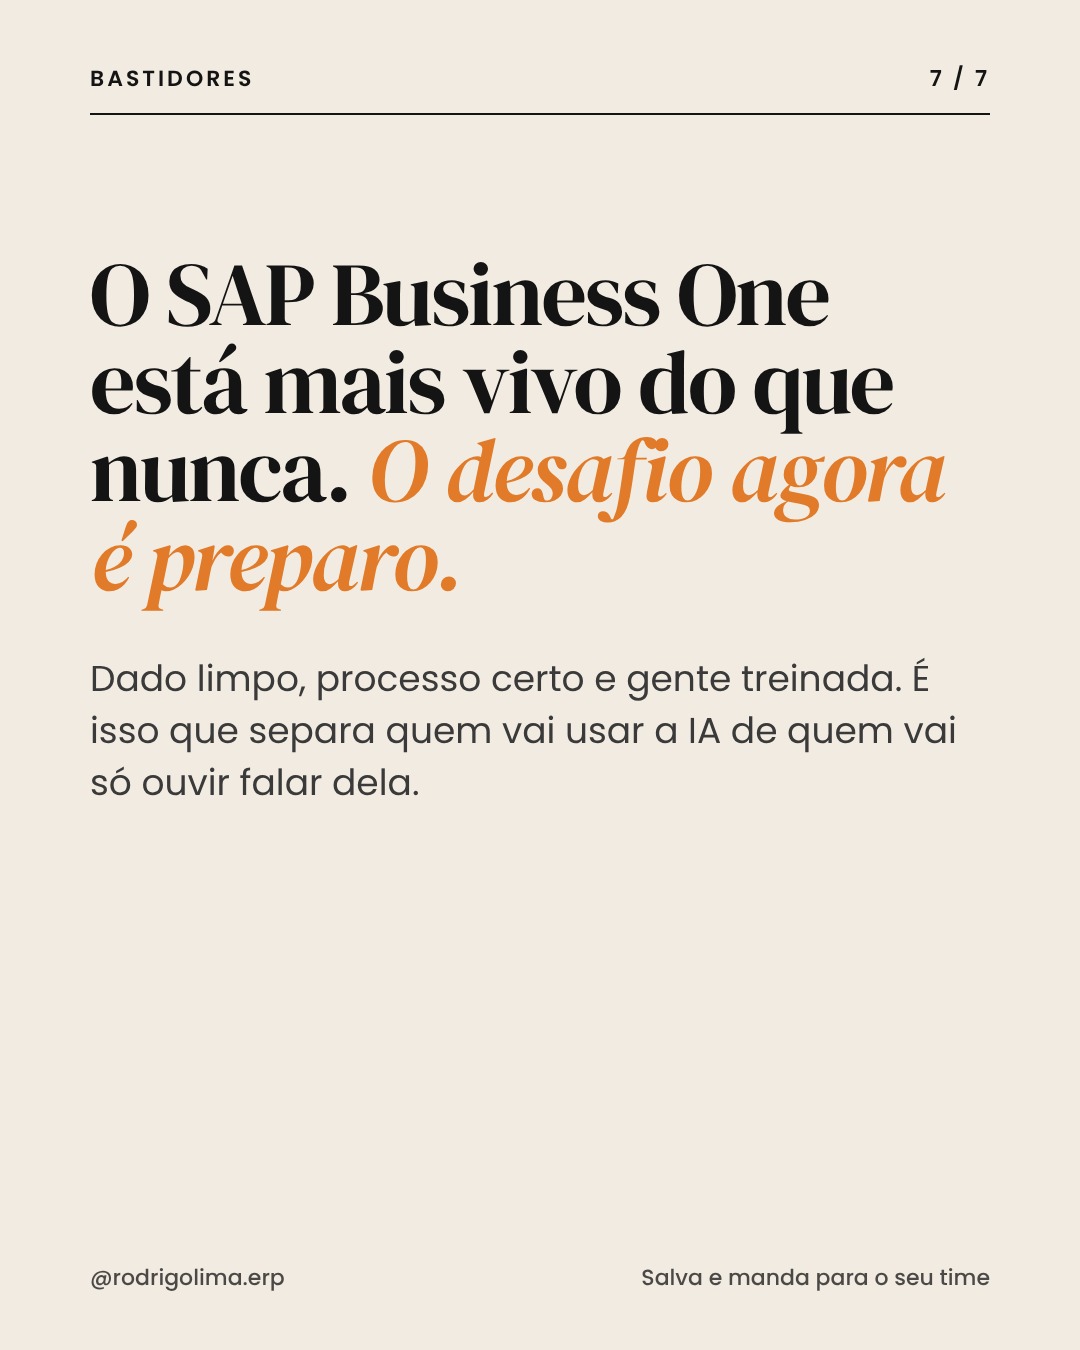 BASTIDORES
7 / 7
O SAP Business One
está mais vivo do que
nunca. O desafio agora
é preparo.
Dado limpo, processo certo e gente treinada. É
isso que separa quem vai usar a IA de quem vai
só ouvir falar dela.
@rodrigolima.erp
Salva e manda para o seu time